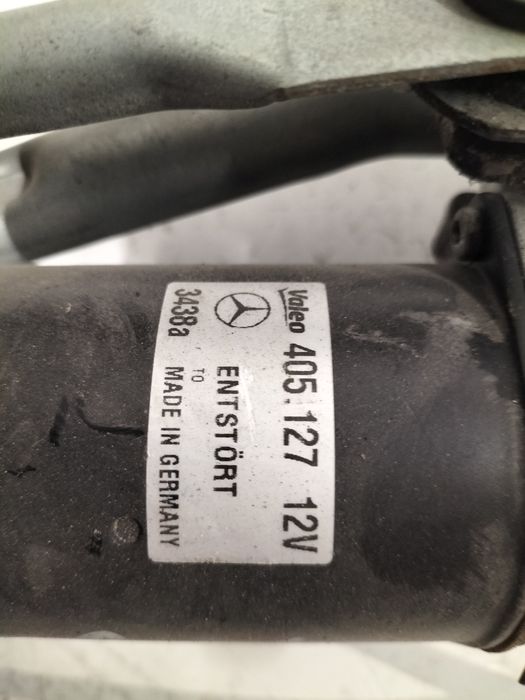 Valeo 405.127 12V
ENTSTÖRT
TO
3438a MADE IN GERMANY